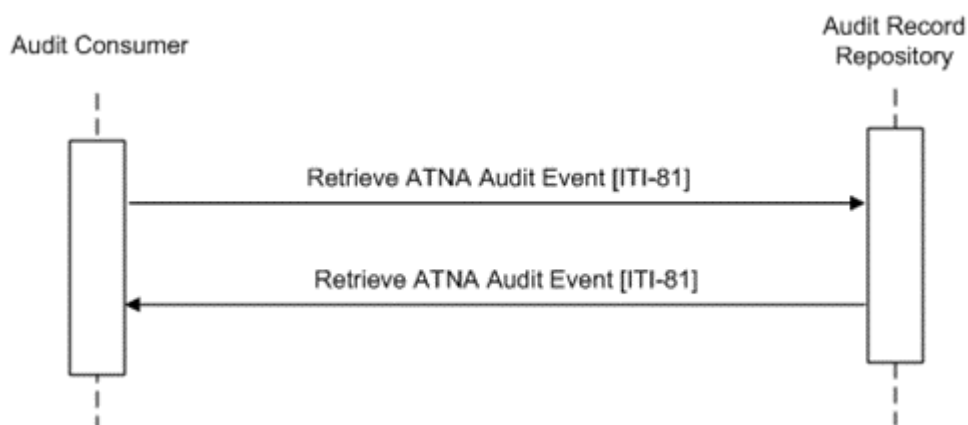 Audit Consumer
Audit Record
Repository
Retrieve ATNA Audit Event [ITI-81]
Retrieve ATNA Audit Event [ITI-81]